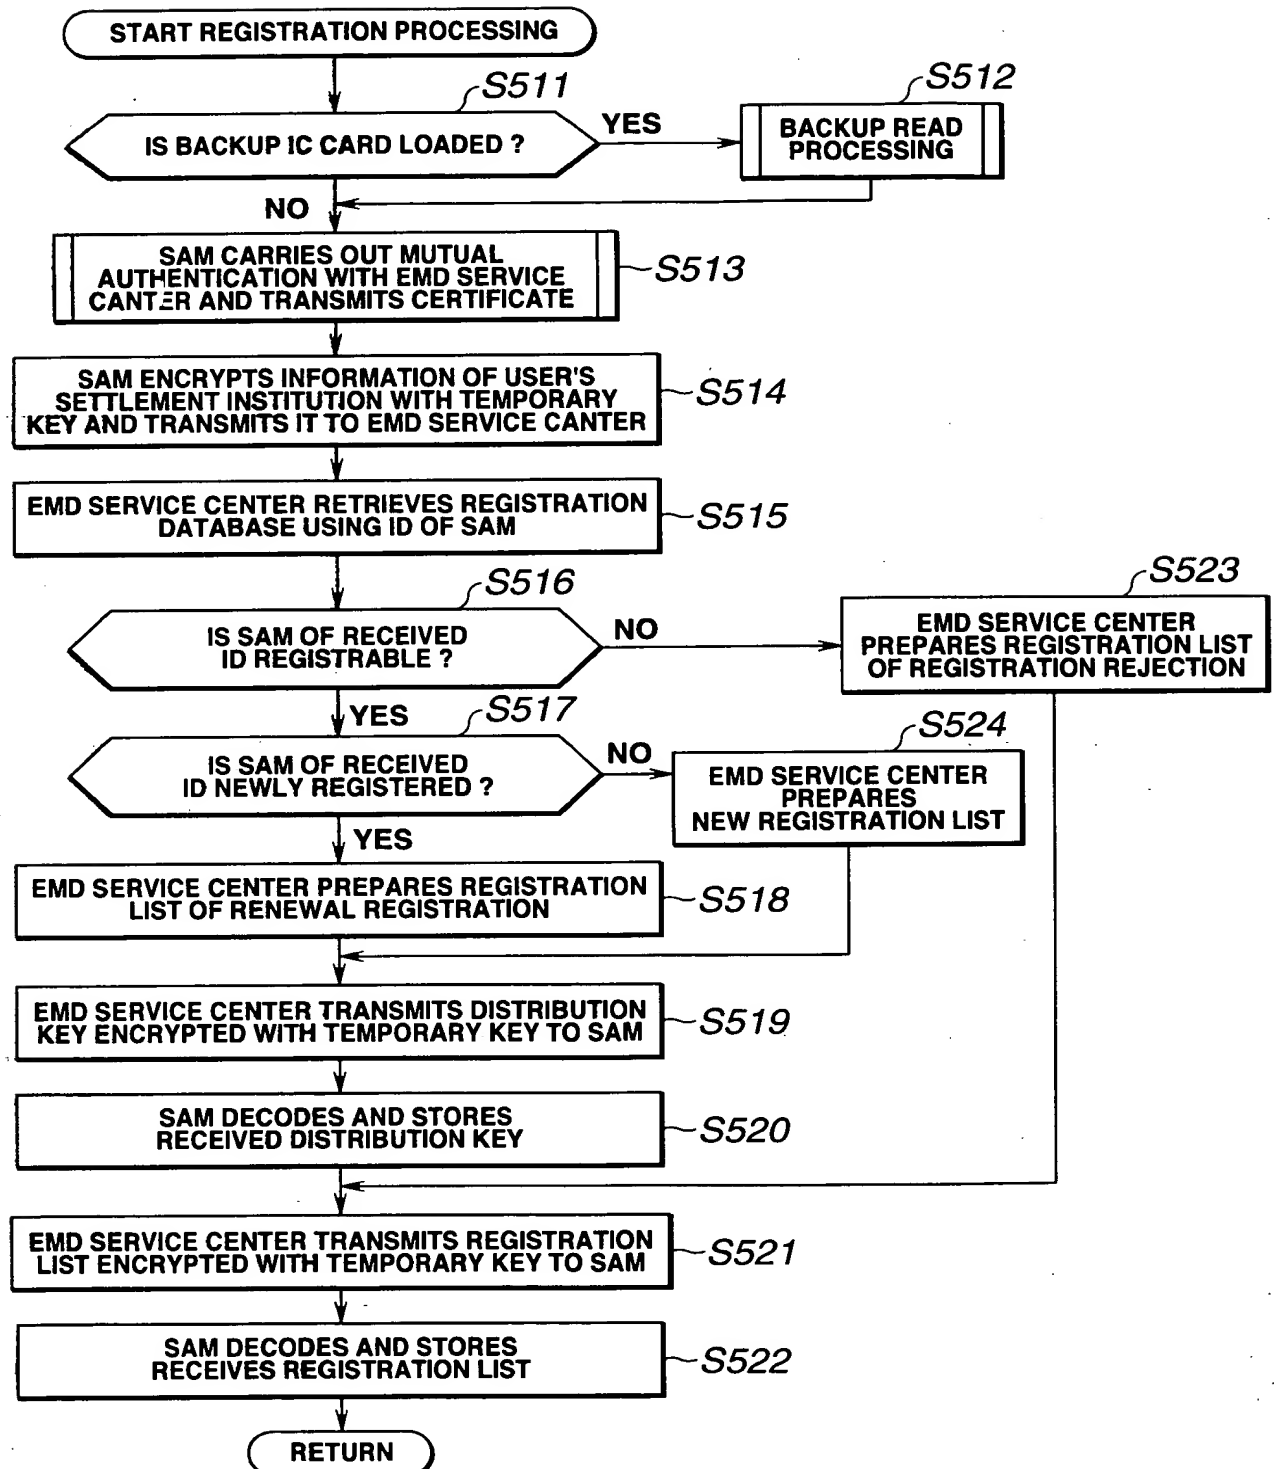 START REGISTRATION PROCESSING
S511
IS BACKUP IC CARD LOADED ?
YES
S512
BACKUP READ
PROCESSING
NO
SAM CARRIES OUT MUTUAL
AUTHENTICATION WITH EMD SERVICE
CANTER AND TRANSMITS CERTIFICATE
S513
SAM ENCRYPTS INFORMATION OF USER'S
SETTLEMENT INSTITUTION WITH TEMPORARY
KEY AND TRANSMITS IT TO EMD SERVICE CANTER
S514
EMD SERVICE CENTER RETRIEVES REGISTRATION
DATABASE USING ID OF SAM
S515
S516
IS SAM OF RECEIVED
ID REGISTRABLE ?
NO
S523
EMD SERVICE CENTER
PREPARES REGISTRATION LIST
OF REGISTRATION REJECTION
YES
S517
IS SAM OF RECEIVED
ID NEWLY REGISTERED ?
NO
S524
EMD SERVICE CENTER
PREPARES
NEW REGISTRATION LIST
YES
EMD SERVICE CENTER PREPARES REGISTRATION
LIST OF RENEWAL REGISTRATION
S518
EMD SERVICE CENTER TRANSMITS DISTRIBUTION
KEY ENCRYPTED WITH TEMPORARY KEY TO SAM
S519
SAM DECODES AND STORES
RECEIVED DISTRIBUTION KEY
S520
EMD SERVICE CENTER TRANSMITS REGISTRATION
LIST ENCRYPTED WITH TEMPORARY KEY TO SAM
S521
SAM DECODES AND STORES
RECEIVES REGISTRATION LIST
S522
RETURN